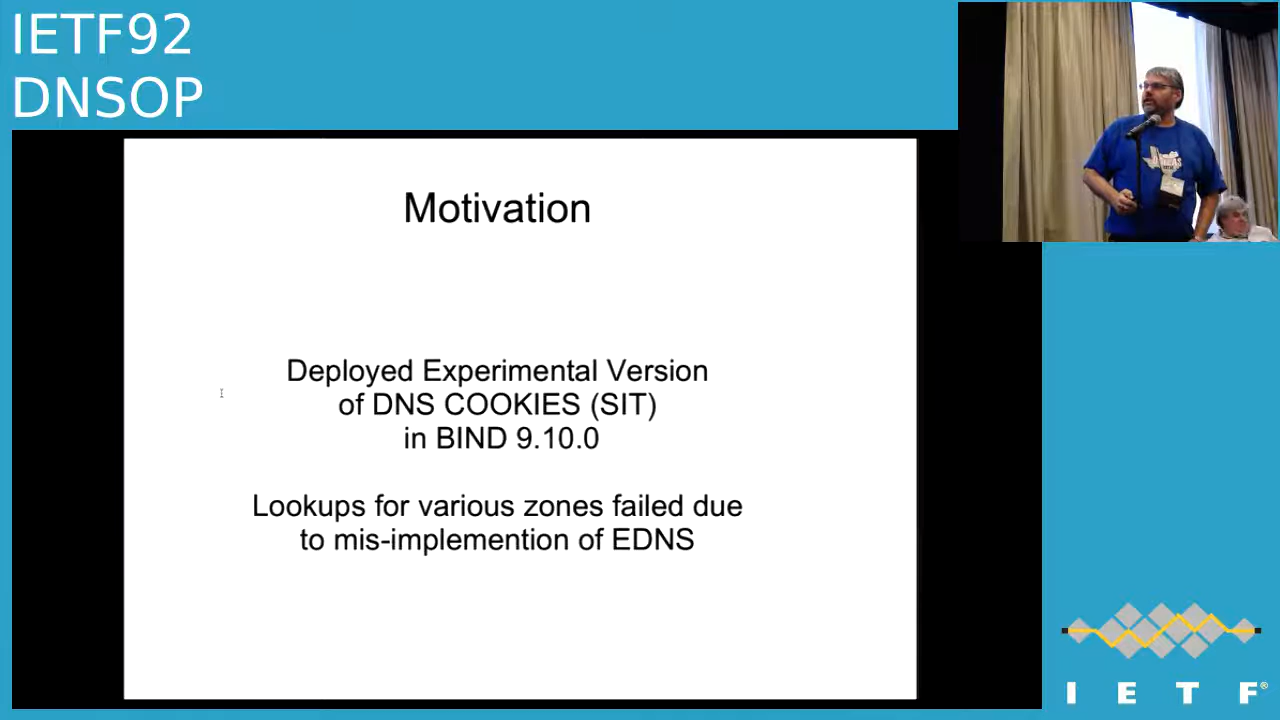 IETF92
DNSOP
Motivation
Deployed Experimental Version
of DNS COOKIES (SIT)
in BIND 9.10.0
Lookups for various zones failed due
to mis-implemention of EDNS
I E T F®